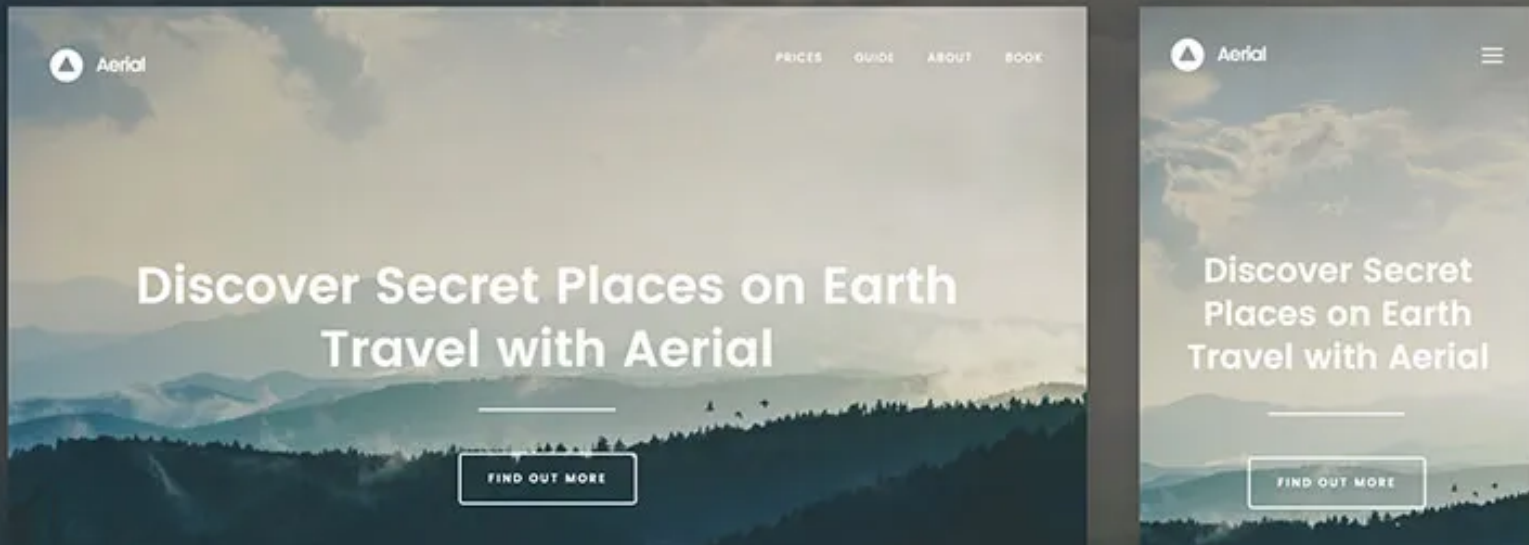 Aerial
PRICES GUIDE ABOUT BOOK
Discover Secret Places on Earth
Travel with Aerial
FIND OUT MORE
Aerial
Discover Secret
Places on Earth
Travel with Aerial
FIND OUT MORE